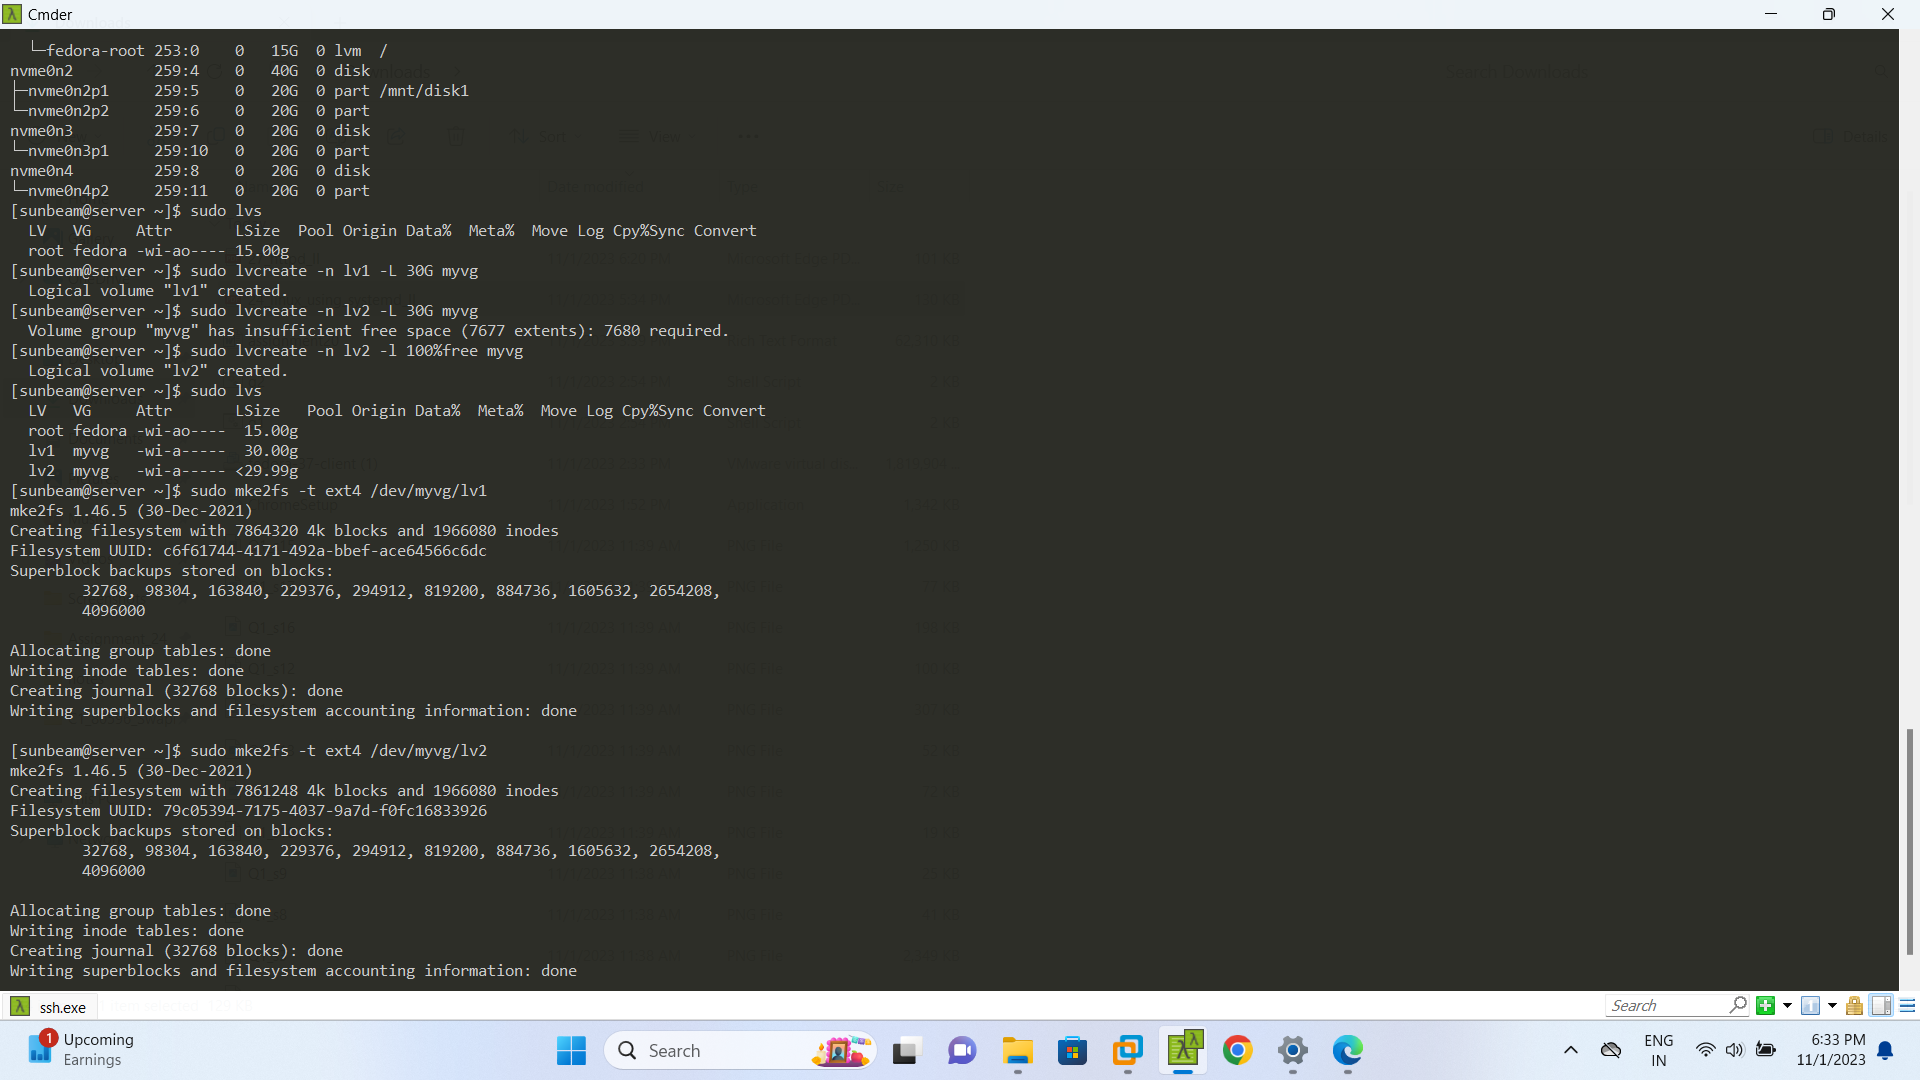 Cmder
└─fedora-root 253:0    0   15G  0 lvm  /
nvme0n2         259:4    0   40G  0 disk
├─nvme0n2p1     259:5    0   20G  0 part /mnt/disk1
└─nvme0n2p2     259:6    0   20G  0 part
nvme0n3         259:7    0   20G  0 disk
└─nvme0n3p1     259:10   0   20G  0 part
nvme0n4         259:8    0   20G  0 disk
└─nvme0n4p2     259:11   0   20G  0 part
[sunbeam@server ~]$ sudo lvs
  LV   VG     Attr       LSize  Pool Origin Data%  Meta%  Move Log Cpy%Sync Convert
  root fedora -wi-ao---- 15.00g
[sunbeam@server ~]$ sudo lvcreate -n lv1 -L 30G myvg
  Logical volume "lv1" created.
[sunbeam@server ~]$ sudo lvcreate -n lv2 -L 30G myvg
  Volume group "myvg" has insufficient free space (7677 extents): 7680 required.
[sunbeam@server ~]$ sudo lvcreate -n lv2 -l 100%free myvg
  Logical volume "lv2" created.
[sunbeam@server ~]$ sudo lvs
  LV   VG     Attr       LSize   Pool Origin Data%  Meta%  Move Log Cpy%Sync Convert
  root fedora -wi-ao----  15.00g
  lv1  myvg   -wi-a-----  30.00g
  lv2  myvg   -wi-a----- <29.99g
[sunbeam@server ~]$ sudo mke2fs -t ext4 /dev/myvg/lv1
mke2fs 1.46.5 (30-Dec-2021)
Creating filesystem with 7864320 4k blocks and 1966080 inodes
Filesystem UUID: c6f61744-4171-492a-bbef-ace64566c6dc
Superblock backups stored on blocks:
        32768, 98304, 163840, 229376, 294912, 819200, 884736, 1605632, 2654208,
        4096000
Allocating group tables: done
Writing inode tables: done
Creating journal (32768 blocks): done
Writing superblocks and filesystem accounting information: done
[sunbeam@server ~]$ sudo mke2fs -t ext4 /dev/myvg/lv2
mke2fs 1.46.5 (30-Dec-2021)
Creating filesystem with 7861248 4k blocks and 1966080 inodes
Filesystem UUID: 79c05394-7175-4037-9a7d-f0fc16833926
Superblock backups stored on blocks:
        32768, 98304, 163840, 229376, 294912, 819200, 884736, 1605632, 2654208,
        4096000
Allocating group tables: done
Writing inode tables: done
Creating journal (32768 blocks): done
Writing superblocks and filesystem accounting information: done
ssh.exe
Search
1
Upcoming
Earnings
Search
ENG
IN
6:33 PM
11/1/2023